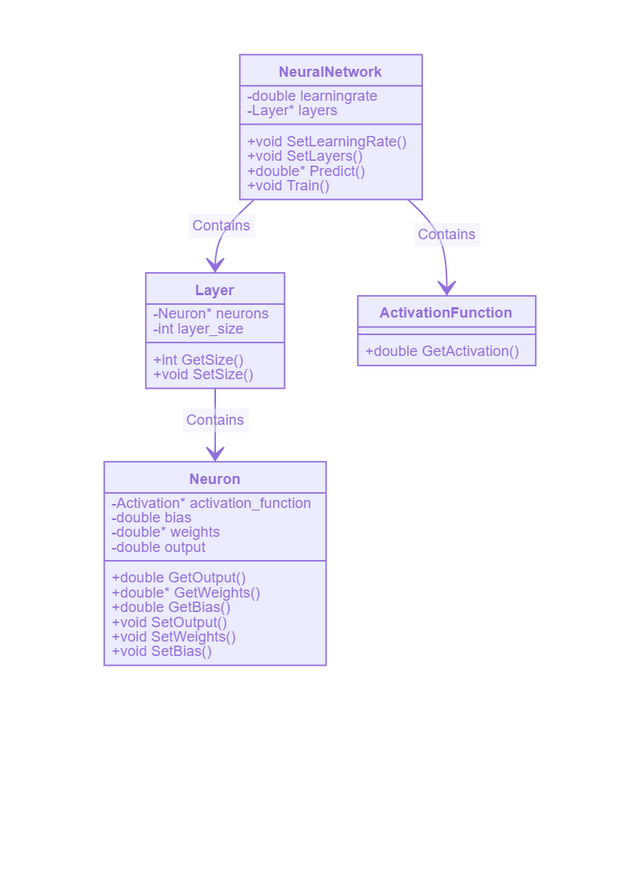 NeuralNetwork
-double learningrate
-Layer* layers
+void SetLearningRate()
+void SetLayers()
+double* Predict()
+void Train()
Contains
Contains
Layer
-Neuron* neurons
-int layer_size
+int GetSize()
+void SetSize()
ActivationFunction
+double GetActivation()
Contains
Neuron
-Activation* activation_function
-double bias
-double* weights
-double output
+double GetOutput()
+double* GetWeights()
+double GetBias()
+void SetOutput()
+void SetWeights()
+void SetBias()